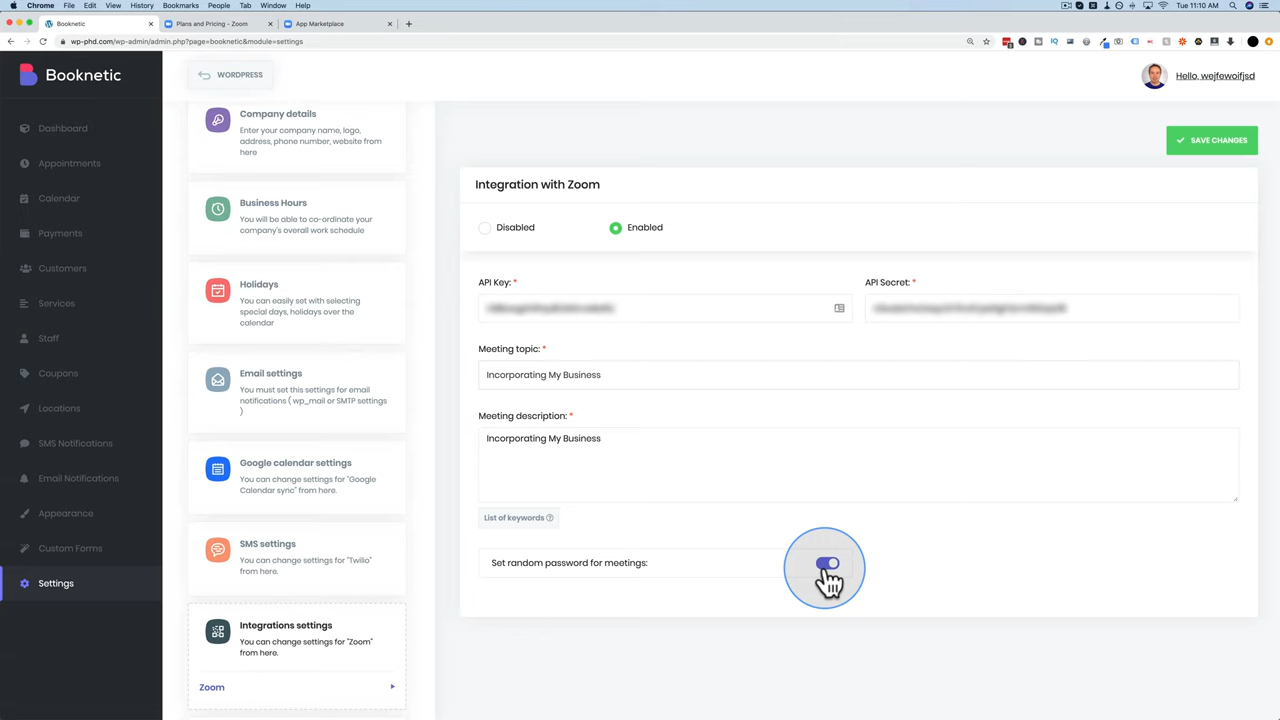 Chrome File Edit View History Bookmarks People Tab Window Help
Tue 11:10 AM
Booknetic
Plans and Pricing - Zoom
App Marketplace
wp-phd.com/wp-admin/admin.php?page=booknetic&module=settings
Booknetic
WORDPRESS
Hello, wejfewoifjsd
Dashboard
Appointments
Calendar
Payments
Customers
Services
Staff
Coupons
Locations
SMS Notifications
Email Notifications
Appearance
Custom Forms
Settings
Company details
Enter your company name, logo,
address, phone number, website from
here
Business Hours
You will be able to co-ordinate your
company's overall work schedule
Holidays
You can easily set with selecting
special days, holidays over the
calendar
Email settings
You must set this settings for email
notifications ( wp_mail or SMTP settings
)
Google calendar settings
You can change settings for "Google
Calendar sync" from here.
SMS settings
You can change settings for "Twilio"
from here.
Integrations settings
You can change settings for "Zoom"
from here.
Zoom
SAVE CHANGES
Integration with Zoom
Disabled
Enabled
API Key: *
API Secret: *
Meeting topic: *
Incorporating My Business
Meeting description: *
Incorporating My Business
List of keywords
Set random password for meetings: